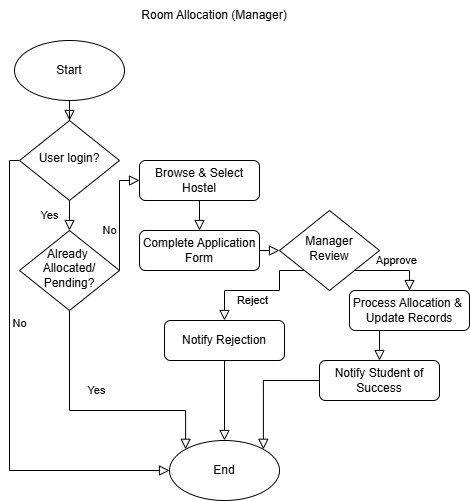 Room Allocation (Manager)
Start
User login?
Yes
No
Already
Allocated/
Pending?
No
Yes
Browse & Select
Hostel
Complete Application
Form
Manager
Review
Approve
Reject
Process Allocation &
Update Records
Notify Rejection
Notify Student of
Success
End